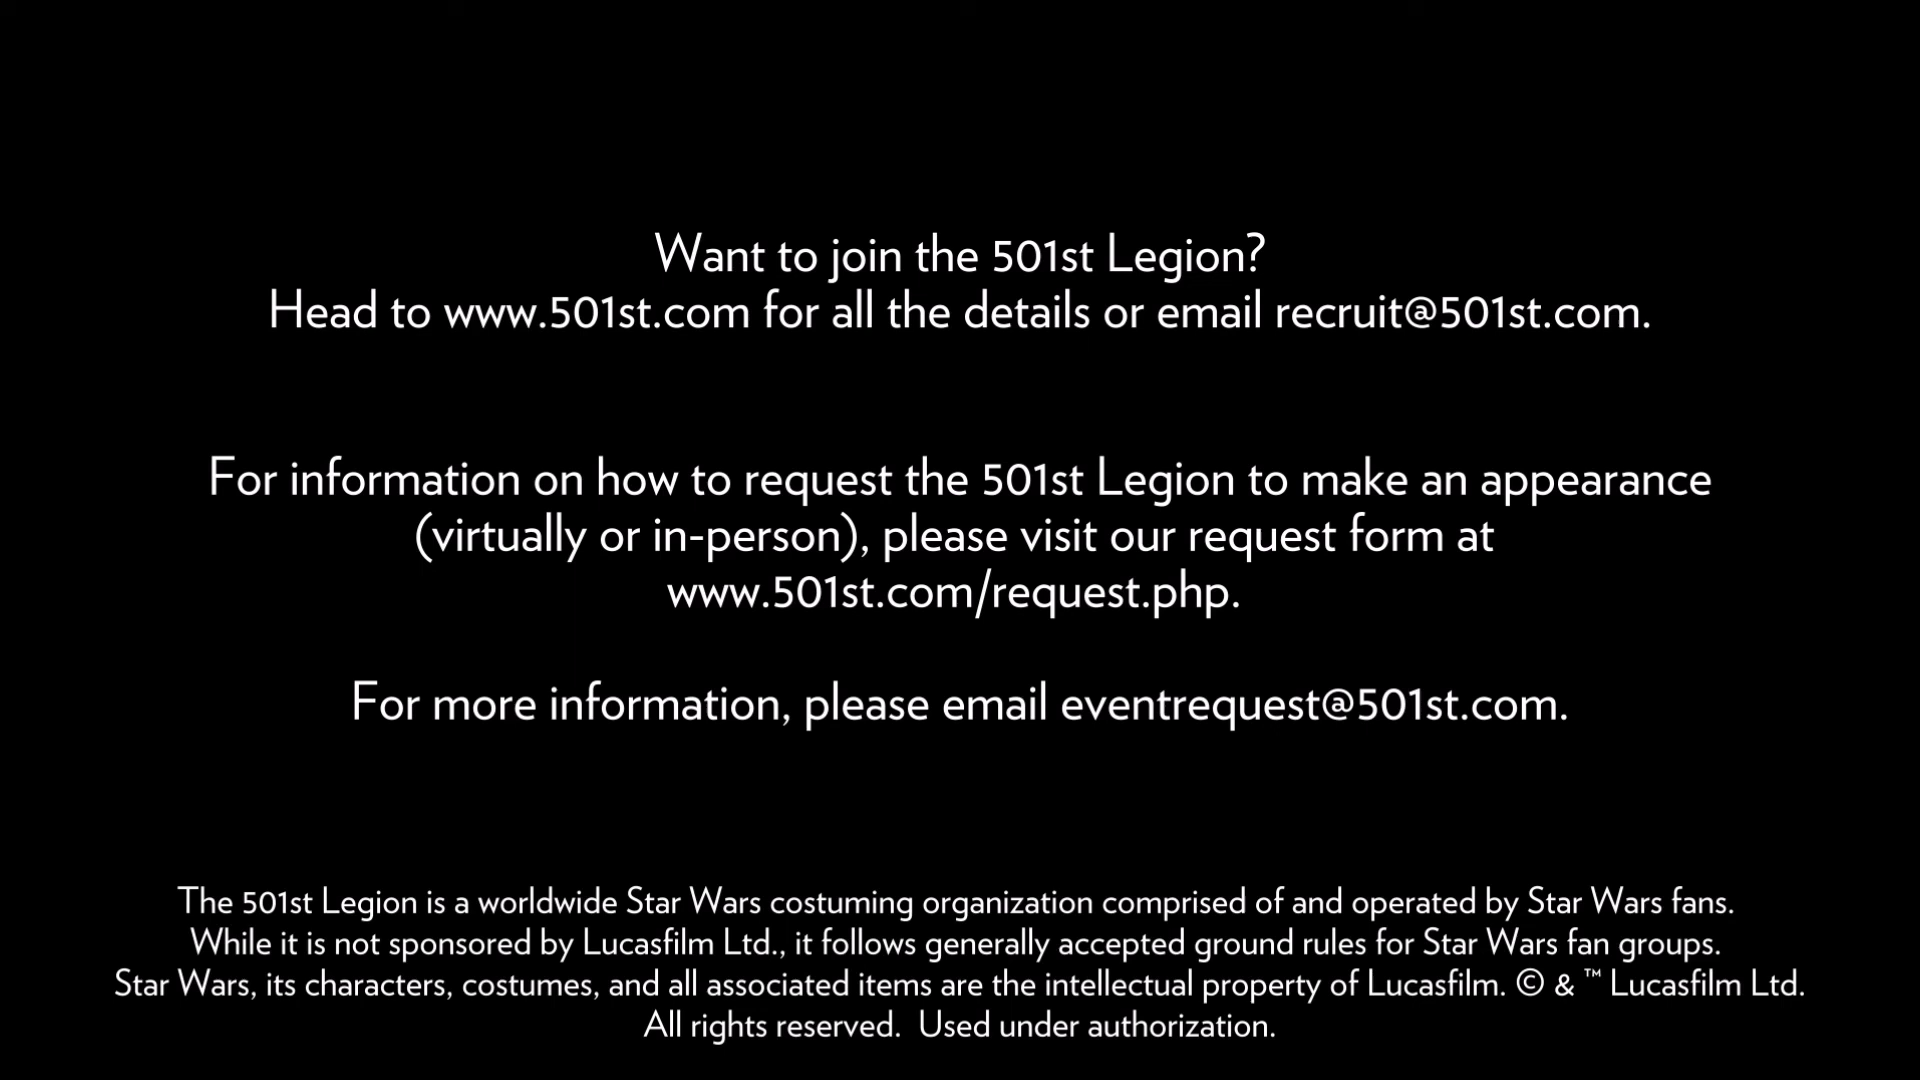 Want to join the 501st Legion?
Head to www.501st.com for all the details or email recruit@501st.com.
For information on how to request the 501st Legion to make an appearance
(virtually or in-person), please visit our request form at
www.501st.com/request.php.
For more information, please email eventrequest@501st.com.
The 501st Legion is a worldwide Star Wars costuming organization comprised of and operated by Star Wars fans.
While it is not sponsored by Lucasfilm Ltd., it follows generally accepted ground rules for Star Wars fan groups.
Star Wars, its characters, costumes, and all associated items are the intellectual property of Lucasfilm. © & ™ Lucasfilm Ltd.
All rights reserved.  Used under authorization.